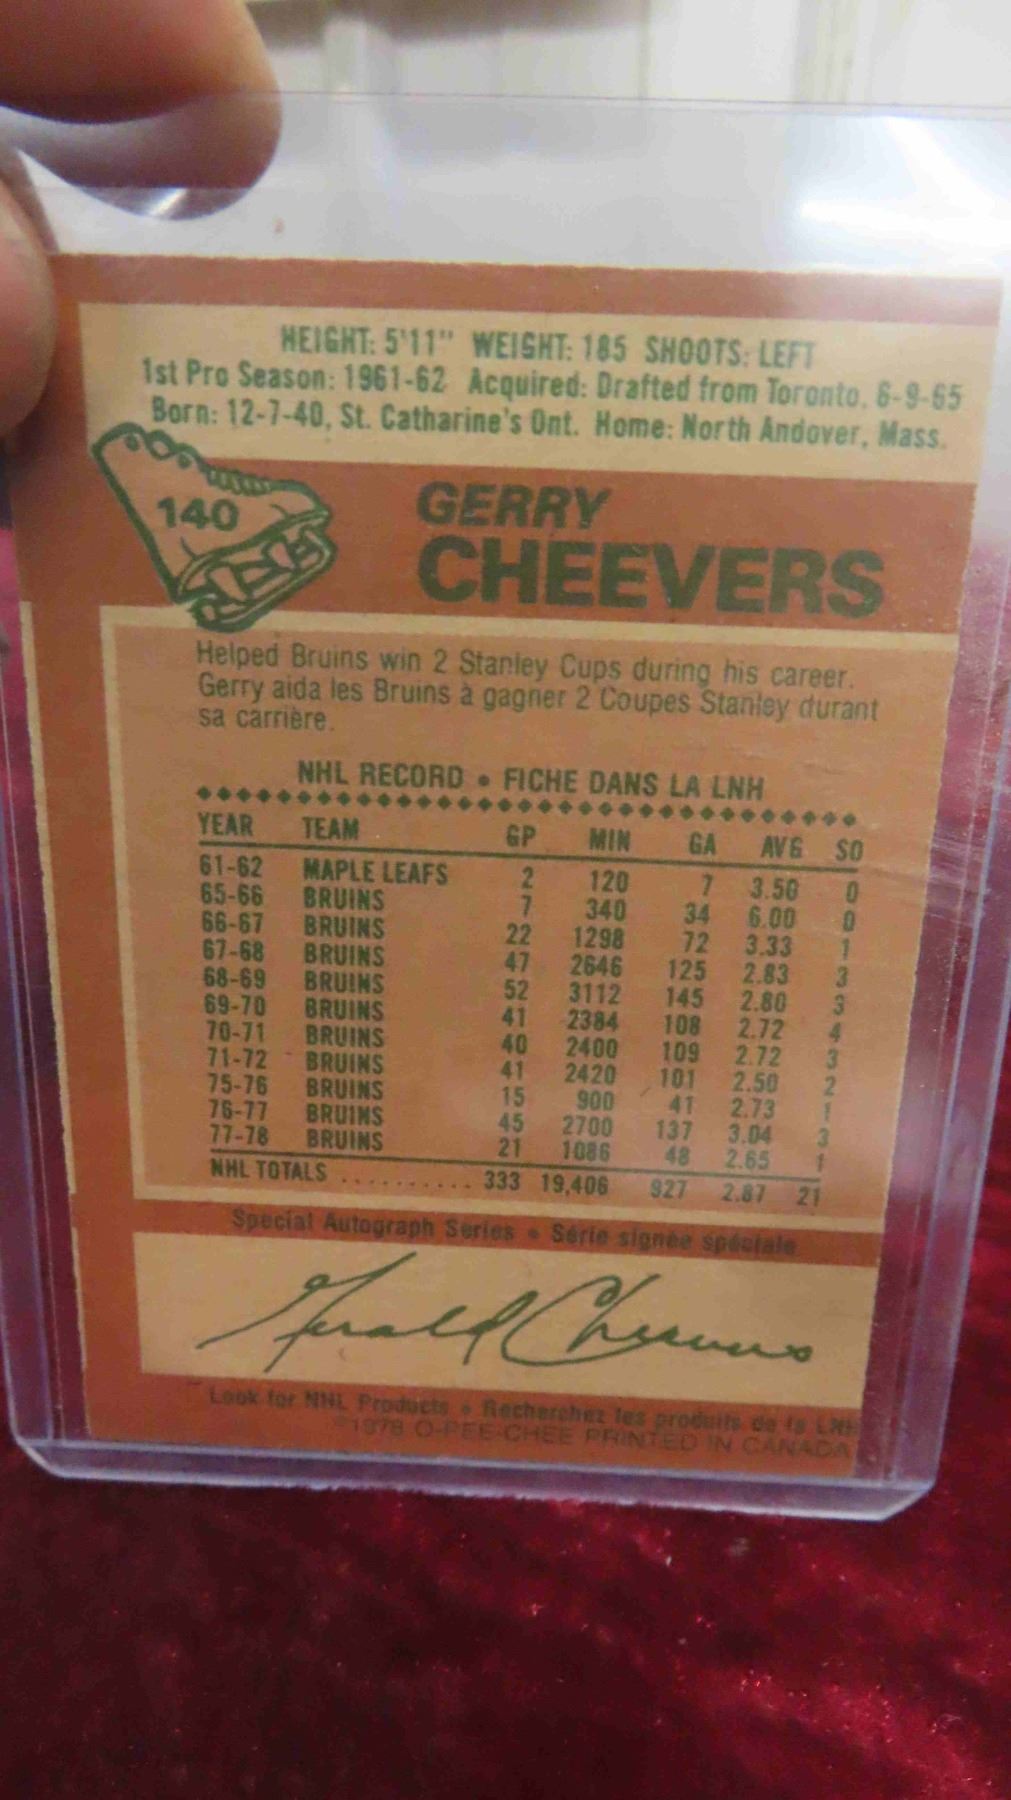 HEIGHT: 5'11" WEIGHT: 185 SHOOTS: LEFT
1st Pro Season: 1961-62 Acquired: Drafted from Toronto, 6-9-65
Born: 12-7-40, St. Catharine's Ont. Home: North Andover, Mass.
140
GERRY
CHEEVERS
Helped Bruins win 2 Stanley Cups during his career.
Gerry aida les Bruins à gagner 2 Coupes Stanley durant
sa carrière.
NHL RECORD • FICHE DANS LA LNH
YEAR TEAM GP MIN GA AVG SO
61-62 MAPLE LEAFS 2 120 7 3.50 0
65-66 BRUINS 7 340 34 6.00 0
66-67 BRUINS 22 1298 72 3.33 1
67-68 BRUINS 47 2646 125 2.83 3
68-69 BRUINS 52 3112 145 2.80 3
69-70 BRUINS 41 2384 108 2.72 4
70-71 BRUINS 40 2400 109 2.72 3
71-72 BRUINS 41 2420 101 2.50 2
75-76 BRUINS 15 900 41 2.73 1
76-77 BRUINS 45 2700 137 3.04 3
77-78 BRUINS 21 1086 48 2.65 1
NHL TOTALS .......... 333 19,406 927 2.87 21
Special Autograph Series • Série signée spéciale
Gerald Cheevers
Look for NHL Products • Recherchez les produits de la LNH
©1978 O-PEE-CHEE PRINTED IN CANADA